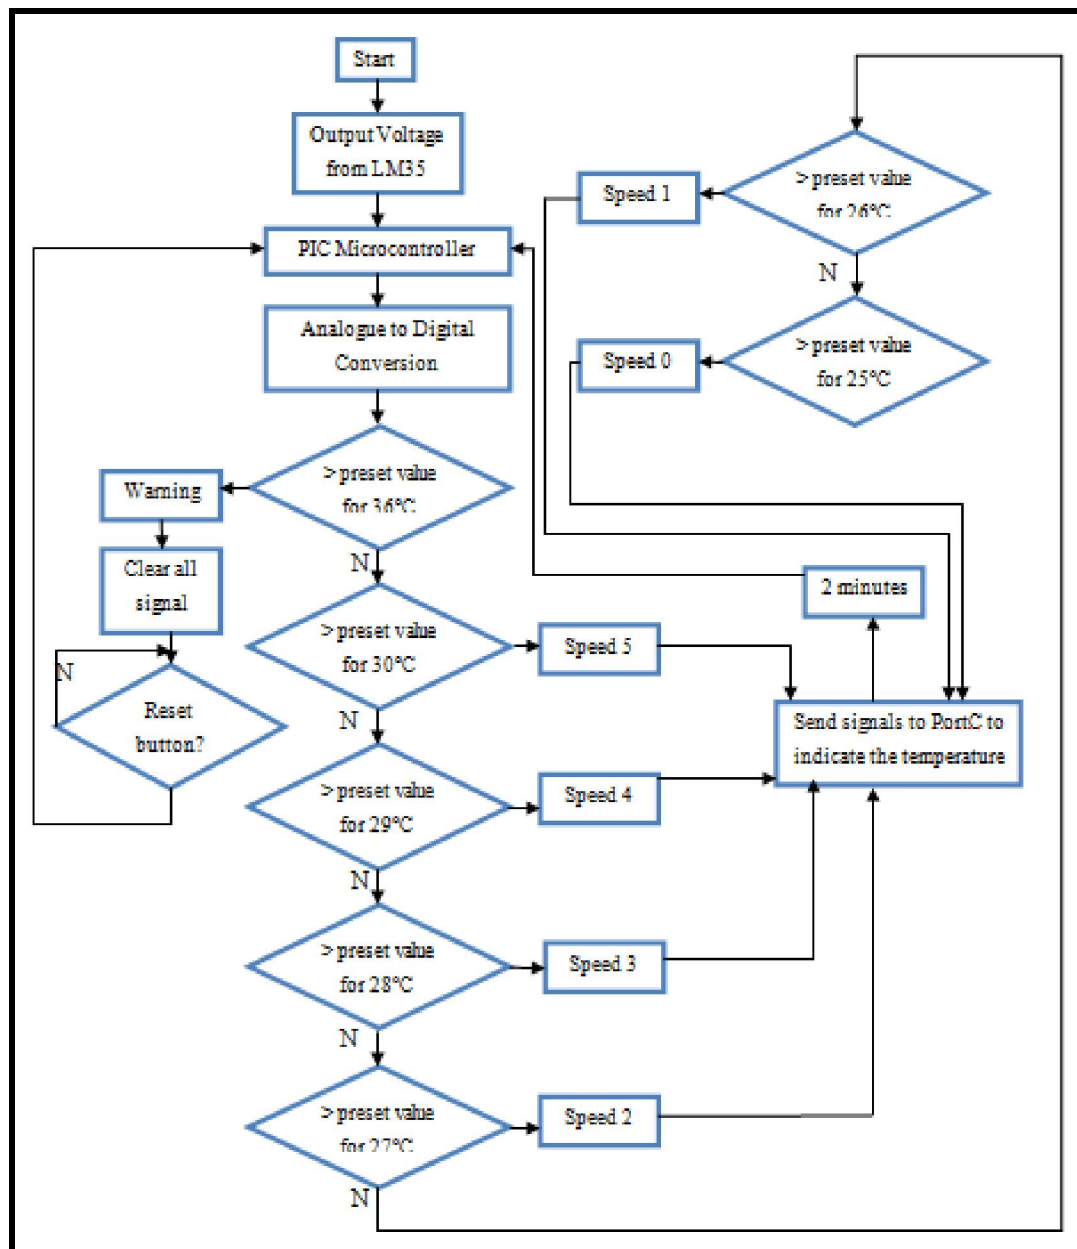 Start
Output Voltage
from LM35
PIC Microcontroller
Analogue to Digital
Conversion
> preset value
for 36°C
N
Warning
Clear all
signal
N
Reset
button?
> preset value
for 30°C
N
Speed 5
> preset value
for 29°C
N
Speed 4
> preset value
for 28°C
N
Speed 3
> preset value
for 27°C
N
Speed 2
> preset value
for 26°C
N
Speed 1
> preset value
for 25°C
Speed 0
2 minutes
Send signals to PortC to
indicate the temperature